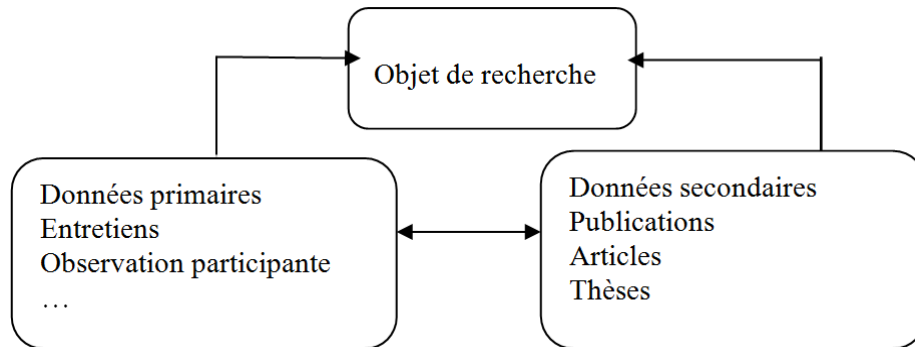 Objet de recherche
Données primaires
Entretiens
Observation participante
…
Données secondaires
Publications
Articles
Thèses